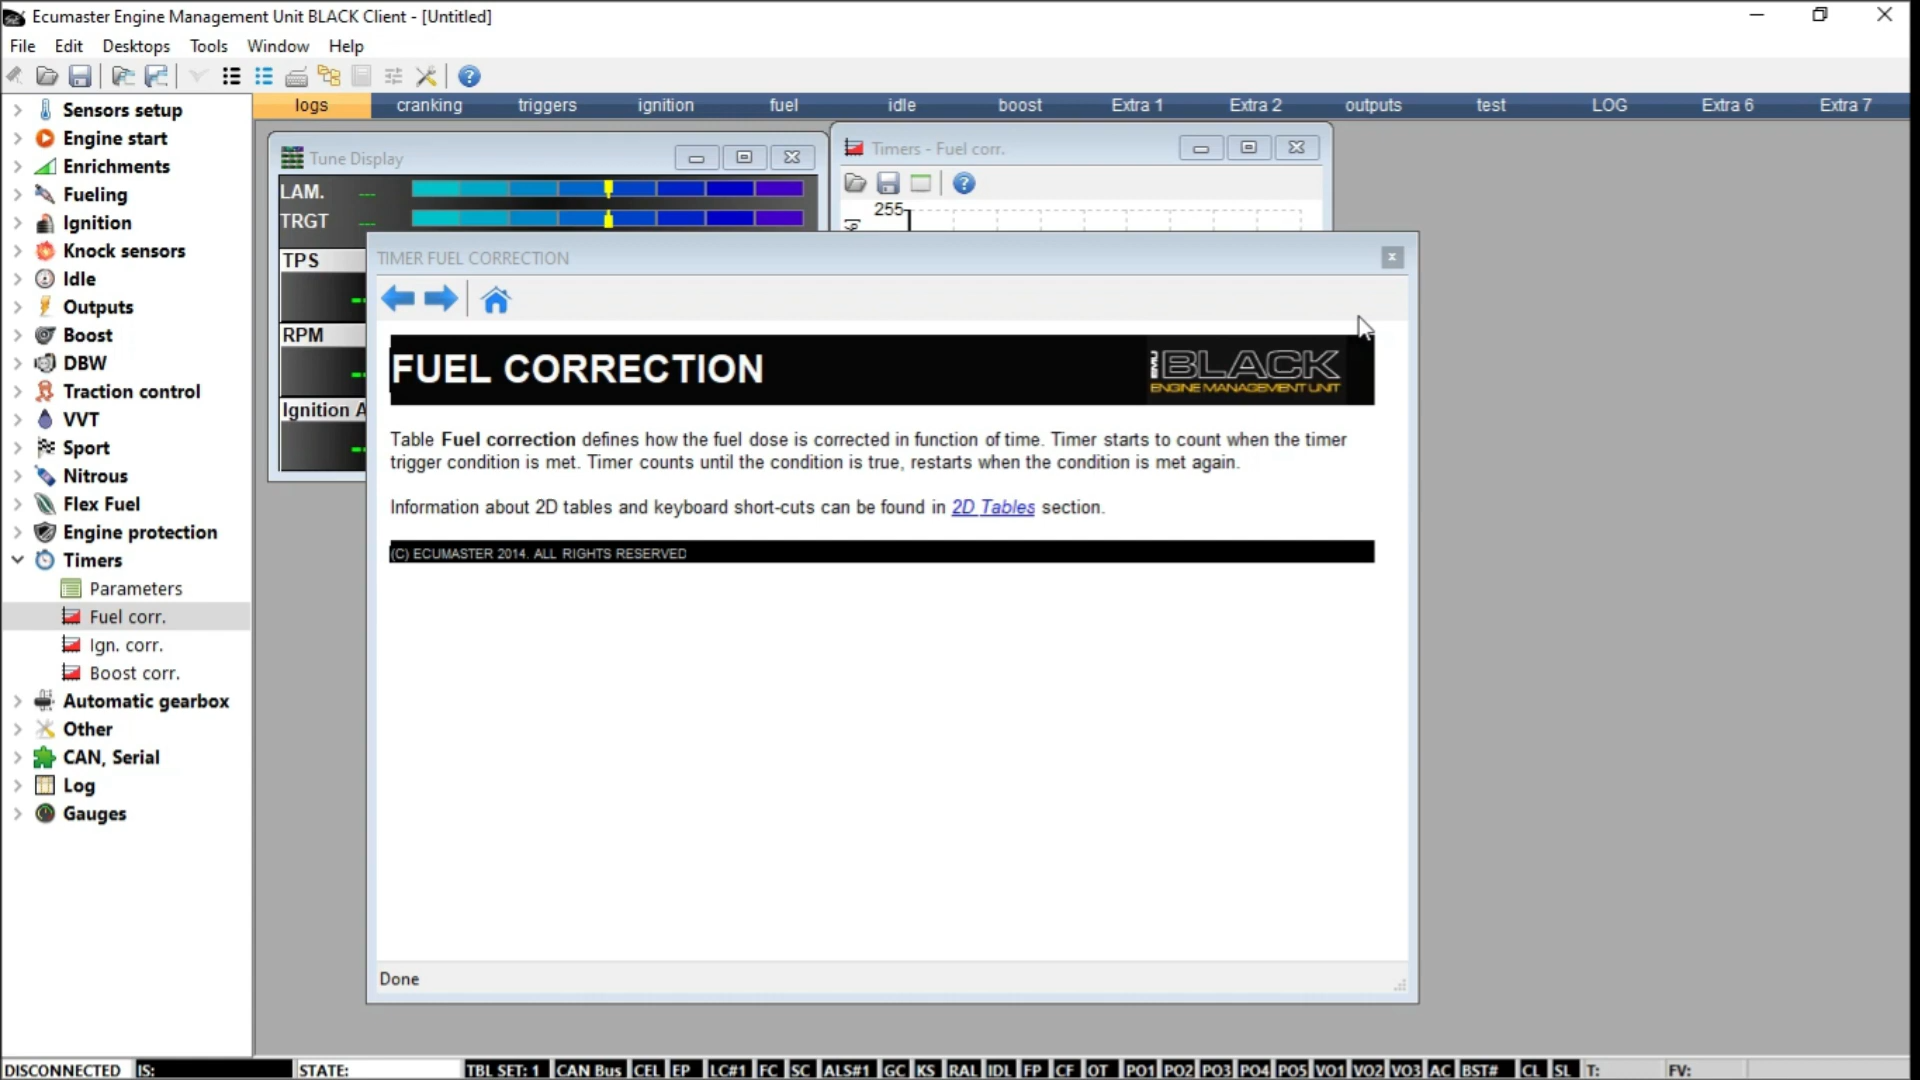 Ecumaster Engine Management Unit BLACK Client - [Untitled]
File Edit Desktops Tools Window Help
logs cranking triggers ignition fuel idle boost Extra 1 Extra 2 outputs test LOG Extra 6 Extra 7
Sensors setup
Engine start
Enrichments
Fueling
Ignition
Knock sensors
Idle
Outputs
Boost
DBW
Traction control
VVT
Sport
Nitrous
Flex Fuel
Engine protection
Timers
Parameters
Fuel corr.
Ign. corr.
Boost corr.
Automatic gearbox
Other
CAN, Serial
Log
Gauges
Tune Display
LAM. ---
TRGT ---
TPS
RPM
Ignition A
Timers - Fuel corr.
255
TIMER FUEL CORRECTION
FUEL CORRECTION
EMU BLACK
ENGINE MANAGEMENT UNIT
Table Fuel correction defines how the fuel dose is corrected in function of time. Timer starts to count when the timer
trigger condition is met. Timer counts until the condition is true, restarts when the condition is met again.
Information about 2D tables and keyboard short-cuts can be found in 2D Tables section.
(C) ECUMASTER 2014. ALL RIGHTS RESERVED
Done
DISCONNECTED IS: STATE: TBL SET: 1 CAN Bus CEL EP LC#1 FC SC ALS#1 GC KS RAL IDL FP CF OT PO1 PO2 PO3 PO4 PO5 VO1 VO2 VO3 AC BST# CL SL T: FV: